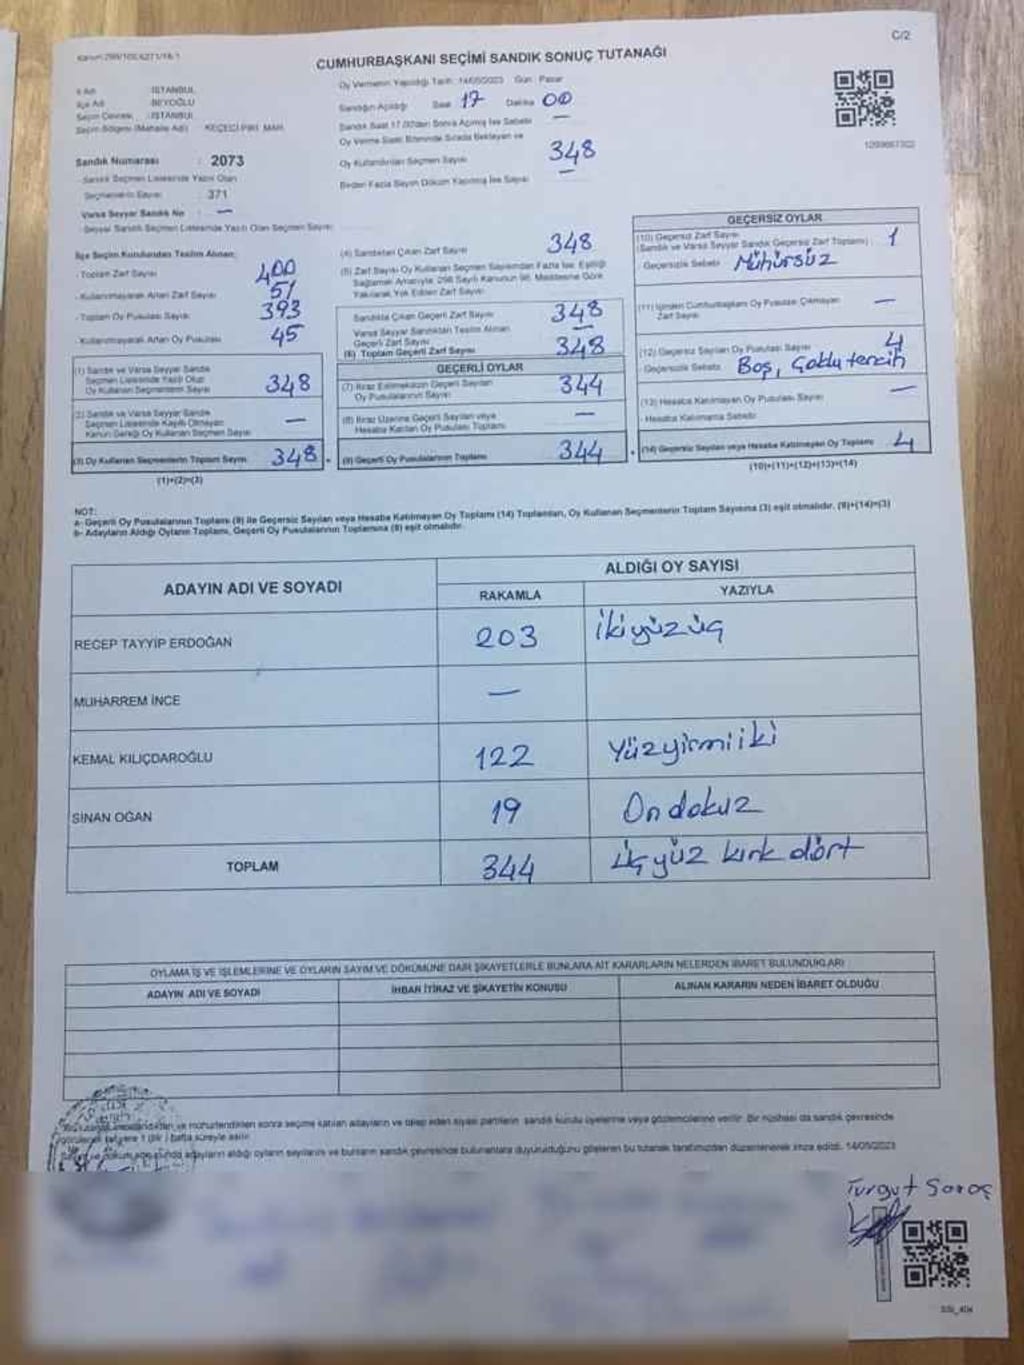 C/2
CUMHURBAŞKANI SEÇİMİ SANDIK SONUÇ TUTANAĞI
İl Adı : İSTANBUL
İlçe Adı : BEYOĞLU
Seçim Çevresi : İSTANBUL
Seçim Bölgesi (Mahalle Adı) : KEÇECİ PİRİ MAH.
Sandık Numarası : 2073
Sandık Seçmen Listesinde Yazılı Olan
Seçmenlerin Sayısı : 371
Varsa Seyyar Sandık No : —
Seyyar Sandık Seçmen Listesinde Yazılı Olan Seçmen Sayısı
Oy Vermenin Yapıldığı Tarih: 14/05/2023 Gün: Pazar
Sandığın Açıldığı Saat 17 Dakika 00
Sandık Saat 17.00'den Sonra Açılmış İse Sebebi —
Oy Verme Saati Bitiminde Sırada Bekleyen ve
Oy Kullandırılan Seçmen Sayısı 348
Birden Fazla Sayım Döküm Yapılmış İse Sayısı —
1299667302
İlçe Seçim Kurulundan Teslim Alınan;
- Toplam Zarf Sayısı 400
- Kullanılmayarak Artan Zarf Sayısı 51
- Toplam Oy Pusulası Sayısı 393
- Kullanılmayarak Artan Oy Pusulası 45
(1) Sandık ve Varsa Seyyar Sandık
Seçmen Listesinde Yazılı Olup
Oy Kullanan Seçmenlerin Sayısı 348
(2) Sandık ve Varsa Seyyar Sandık
Seçmen Listesinde Kayıtlı Olmayan
Kanun Gereği Oy Kullanan Seçmen Sayısı —
(3) Oy Kullanan Seçmenlerin Toplam Sayısı 348
(1)+(2)=(3)
(4) Sandıktan Çıkan Zarf Sayısı 348
(5) Zarf Sayısı Oy Kullanan Seçmen Sayısından Fazla İse, Eşitliği
Sağlamak Amacıyla; 298 Sayılı Kanunun 98. Maddesine Göre
Yakılarak Yok Edilen Zarf Sayısı
Sandıkta Çıkan Geçerli Zarf Sayısı 348
Varsa Seyyar Sandıktan Teslim Alınan
Geçerli Zarf Sayısı —
(6) Toplam Geçerli Zarf Sayısı 348
GEÇERLİ OYLAR
(7) İtiraz Edilmeksizin Geçerli Sayılan
Oy Pusulalarının Sayısı 344
(8) İtiraz Üzerine Geçerli Sayılan veya
Hesaba Katılan Oy Pusulası Toplamı —
(9) Geçerli Oy Pusulalarının Toplamı 344
GEÇERSİZ OYLAR
(10) Geçersiz Zarf Sayısı
(Sandık ve Varsa Seyyar Sandık Geçersiz Zarf Toplamı) : 1
Geçersizlik Sebebi : Mühürsüz
(11) İçinden Cumhurbaşkanı Oy Pusulası Çıkmayan
Zarf Sayısı —
(12) Geçersiz Sayılan Oy Pusulası Sayısı 4
Geçersizlik Sebebi : Boş, Çoklu tercih
(13) Hesaba Katılmayan Oy Pusulası Sayısı —
- Hesaba Katılmama Sebebi
(14) Geçersiz Sayılan veya Hesaba Katılmayan Oy Toplamı 4
(10)+(11)+(12)+(13)=(14)
NOT:
a- Geçerli Oy Pusulalarının Toplamı (9) ile Geçersiz Sayılan veya Hesaba Katılmayan Oy Toplamı (14) Toplamları, Oy Kullanan Seçmenlerin Toplam Sayısına (3) eşit olmalıdır. (9)+(14)=(3)
b- Adayların Aldığı Oyların Toplamı, Geçerli Oy Pusulalarının Toplamına (9) eşit olmalıdır.
ADAYIN ADI VE SOYADI
ALDIĞI OY SAYISI
RAKAMLA YAZIYLA
RECEP TAYYİP ERDOĞAN 203 İkiyüzüç
MUHARREM İNCE —
KEMAL KILIÇDAROĞLU 122 Yüzyirmiiki
SİNAN OĞAN 19 On dokuz
TOPLAM 344 Üçyüz kırk dört
OYLAMA İŞ VE İŞLEMLERİNE VE OYLARIN SAYIM VE DÖKÜMÜNE DAİR ŞİKAYETLERLE BUNLARA AİT KARARLARIN NELERDEN İBARET BULUNDUKLARI
ADAYIN ADI VE SOYADI
İHBAR İTİRAZ VE ŞİKAYETİN KONUSU
ALINAN KARARIN NEDEN İBARET OLDUĞU
mühürlendikten sonra seçime katılan adayların ve siyasi partilerin sandık kurulu üyelerine veya gözlemcilerine verilir. Bir nüshası da sandık çevresinde
1 (bir) hafta süreyle asılır.
adayların aldığı oyların sayılarını ve bunların sandık çevresinde bulunanlara duyurulduğunu gösteren bu tutanak tarafımızdan düzenlenerek imza edildi. 14/05/2023
Turgut Saraç